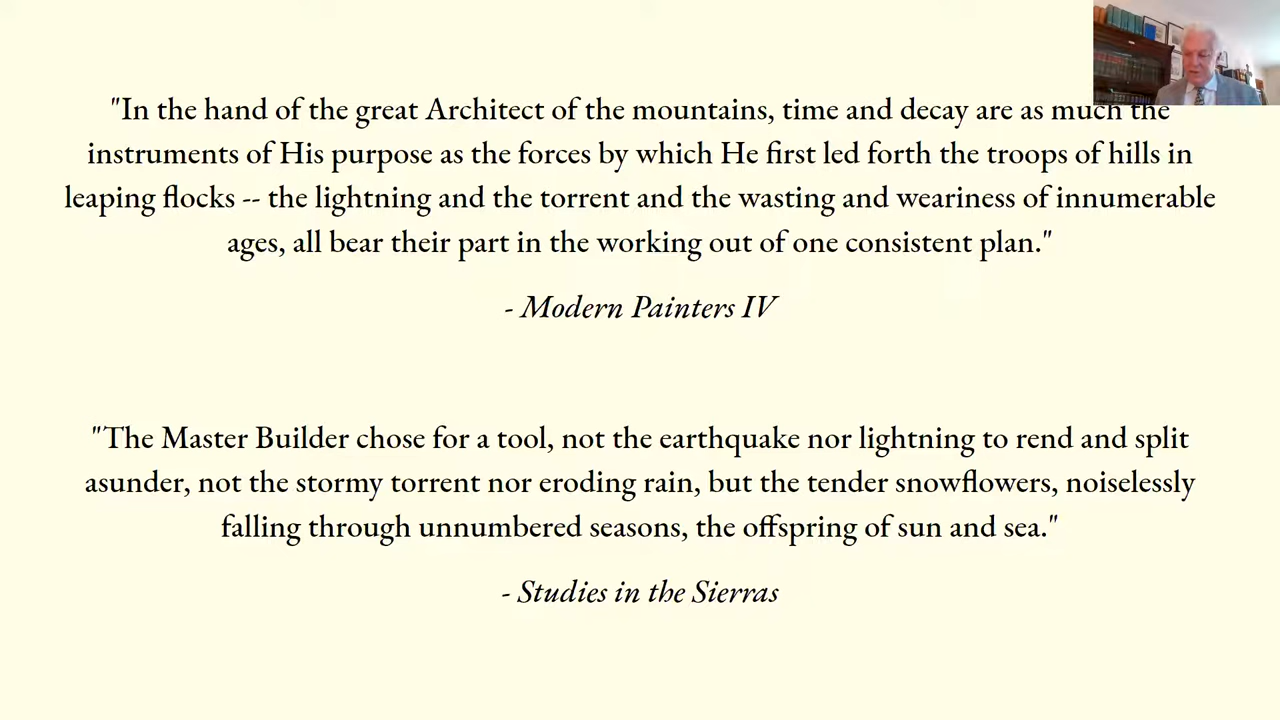 "In the hand of the great Architect of the mountains, time and decay are as much the
instruments of His purpose as the forces by which He first led forth the troops of hills in
leaping flocks -- the lightning and the torrent and the wasting and weariness of innumerable
ages, all bear their part in the working out of one consistent plan."
- Modern Painters IV
"The Master Builder chose for a tool, not the earthquake nor lightning to rend and split
asunder, not the stormy torrent nor eroding rain, but the tender snowflowers, noiselessly
falling through unnumbered seasons, the offspring of sun and sea."
- Studies in the Sierras